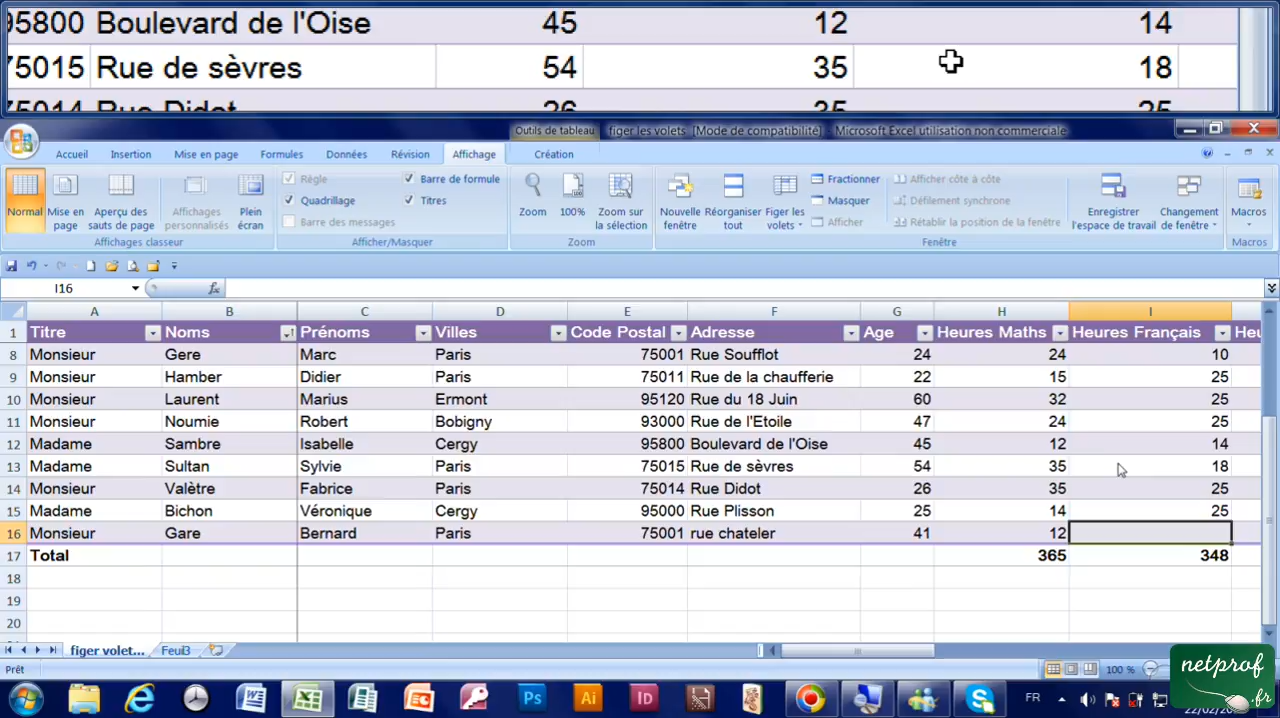 95800 Boulevard de l'Oise 45 12 14
75015 Rue de sèvres 54 35 18
75014 Rue Didot 26 35 25
Outils de tableau figer les volets [Mode de compatibilité] - Microsoft Excel utilisation non commerciale
Accueil Insertion Mise en page Formules Données Révision Affichage Création
Normal Mise en page Aperçu des sauts de page Affichages personnalisés Plein écran
Affichages classeur
Règle Barre de formule
Quadrillage Titres
Barre des messages
Afficher/Masquer
Zoom 100% Zoom sur la sélection
Zoom
Nouvelle fenêtre Réorganiser tout Figer les volets
Fractionner
Masquer
Afficher
Afficher côte à côte
Défilement synchrone
Rétablir la position de la fenêtre
Enregistrer l'espace de travail Changement de fenêtre
Fenêtre
Macros
Macros
I16 fx
A B C D E F G H I
1 Titre Noms Prénoms Villes Code Postal Adresse Age Heures Maths Heures Français Heu
8 Monsieur Gere Marc Paris 75001 Rue Soufflot 24 24 10
9 Monsieur Hamber Didier Paris 75011 Rue de la chaufferie 22 15 25
10 Monsieur Laurent Marius Ermont 95120 Rue du 18 Juin 60 32 25
11 Monsieur Noumie Robert Bobigny 93000 Rue de l'Etoile 47 24 25
12 Madame Sambre Isabelle Cergy 95800 Boulevard de l'Oise 45 12 14
13 Madame Sultan Sylvie Paris 75015 Rue de sèvres 54 35 18
14 Monsieur Valètre Fabrice Paris 75014 Rue Didot 26 35 25
15 Madame Bichon Véronique Cergy 95000 Rue Plisson 25 14 25
16 Monsieur Gare Bernard Paris 75001 rue chateler 41 12
17 Total 365 348
18
19
20
figer volet... Feuil3
Prêt 100 %
netprof.fr
Ps Ai ID FR